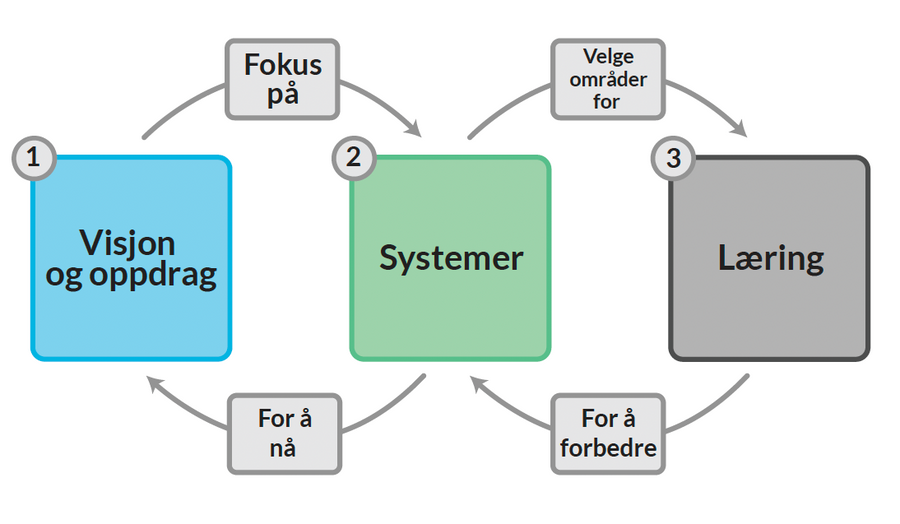 Fokus
på
Velge
områder
for
1
2
3
Visjon
og oppdrag
Systemer
Læring
For å
nå
For å
forbedre